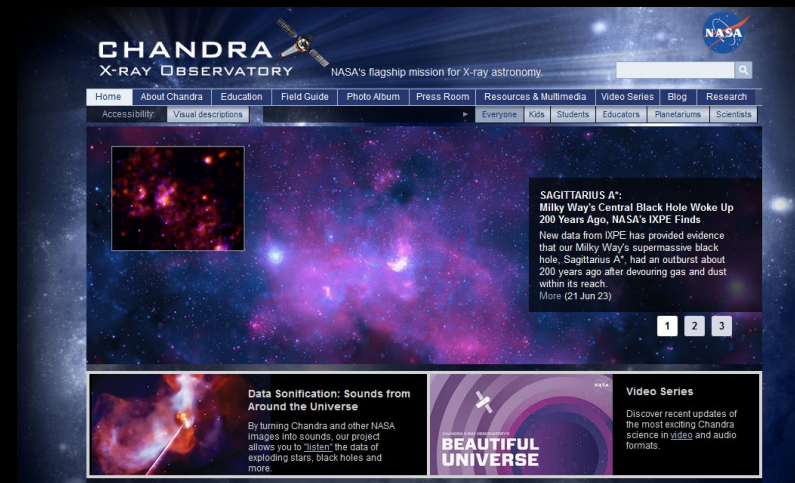 CHANDRA
X-RAY OBSERVATORY
NASA's flagship mission for X-ray astronomy.
NASA
Home About Chandra Education Field Guide Photo Album Press Room Resources & Multimedia Video Series Blog Research
Accessibility: Visual descriptions Everyone Kids Students Educators Planetariums Scientists
SAGITTARIUS A*:
Milky Way's Central Black Hole Woke Up
200 Years Ago, NASA's IXPE Finds
New data from IXPE has provided evidence
that our Milky Way's supermassive black
hole, Sagittarius A*, had an outburst about
200 years ago after devouring gas and dust
within its reach.
More (21 Jun 23)
1 2 3
Data Sonification: Sounds from
Around the Universe
By turning Chandra and other NASA
images into sounds, our project
allows you to "listen" the data of
exploding stars, black holes and
more.
NASA
CHANDRA X-RAY OBSERVATORY'S
BEAUTIFUL
UNIVERSE
Video Series
Discover recent updates of
the most exciting Chandra
science in video and audio
formats.